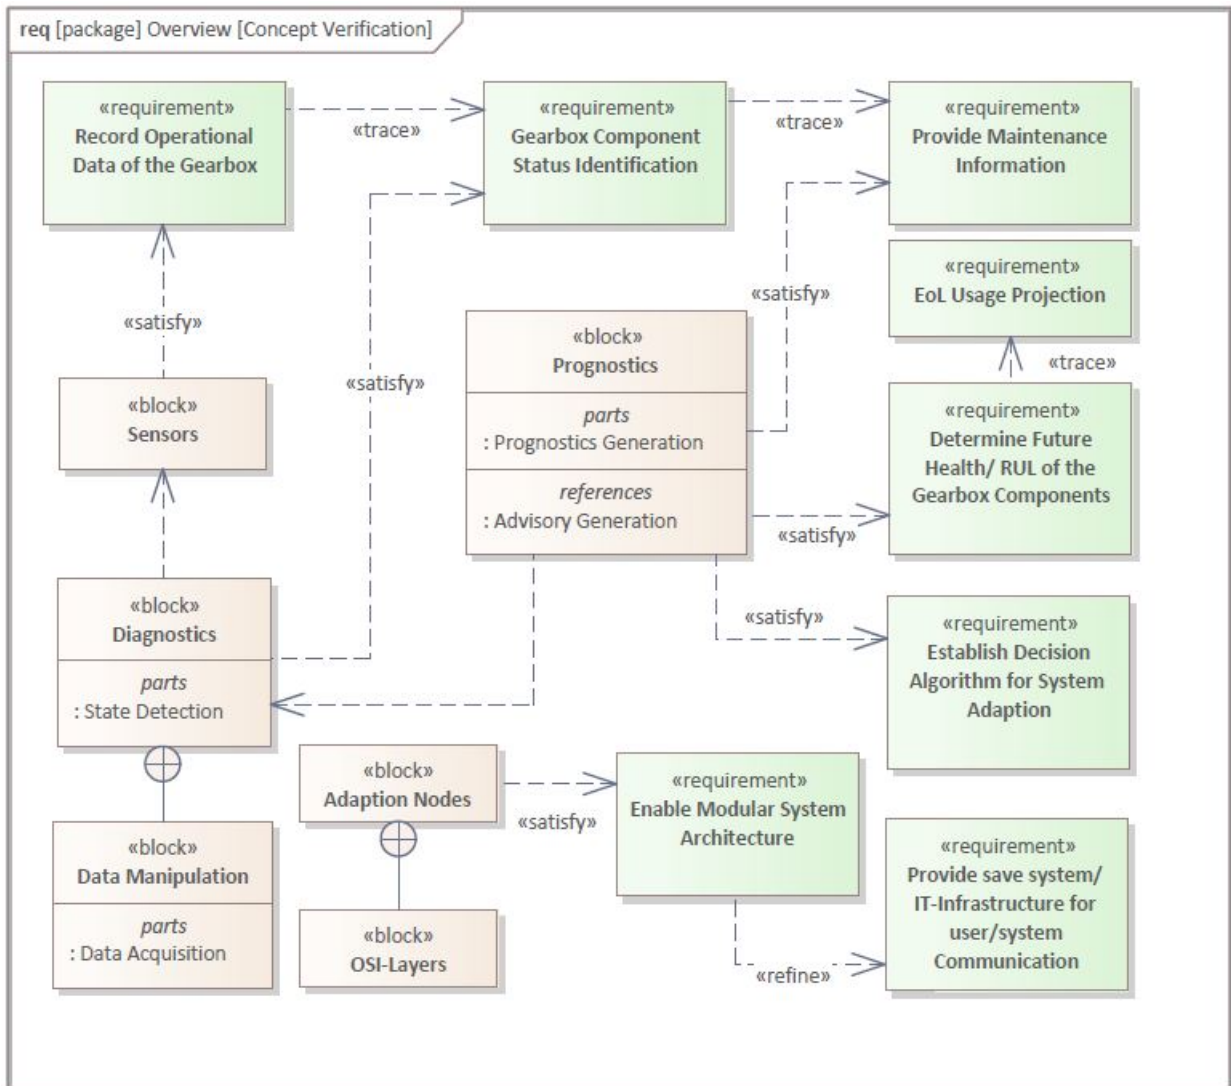 req [package] Overview [Concept Verification]
«requirement»
Record Operational
Data of the Gearbox
«trace»
«requirement»
Gearbox Component
Status Identification
«trace»
«requirement»
Provide Maintenance
Information
«requirement»
EoL Usage Projection
«satisfy»
«satisfy»
«satisfy»
«block»
Prognostics
parts
: Prognostics Generation
references
: Advisory Generation
«trace»
«requirement»
Determine Future
Health/ RUL of the
Gearbox Components
«satisfy»
«block»
Sensors
«block»
Diagnostics
parts
: State Detection
«satisfy»
«requirement»
Establish Decision
Algorithm for System
Adaption
«block»
Adaption Nodes
«satisfy»
«requirement»
Enable Modular System
Architecture
«block»
Data Manipulation
parts
: Data Acquisition
«block»
OSI-Layers
«refine»
«requirement»
Provide save system/
IT-Infrastructure for
user/system
Communication